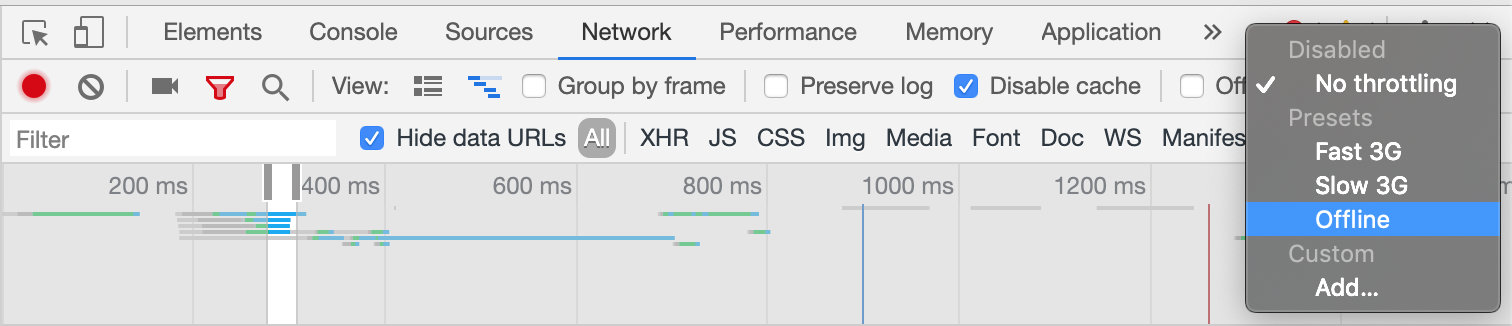 Elements Console Sources Network Performance Memory Application »
View: Group by frame Preserve log Disable cache
Filter Hide data URLs All XHR JS CSS Img Media Font Doc WS Manifes
200 ms 400 ms 600 ms 800 ms 1000 ms 1200 ms
Disabled
✓ No throttling
Presets
Fast 3G
Slow 3G
Offline
Custom
Add...